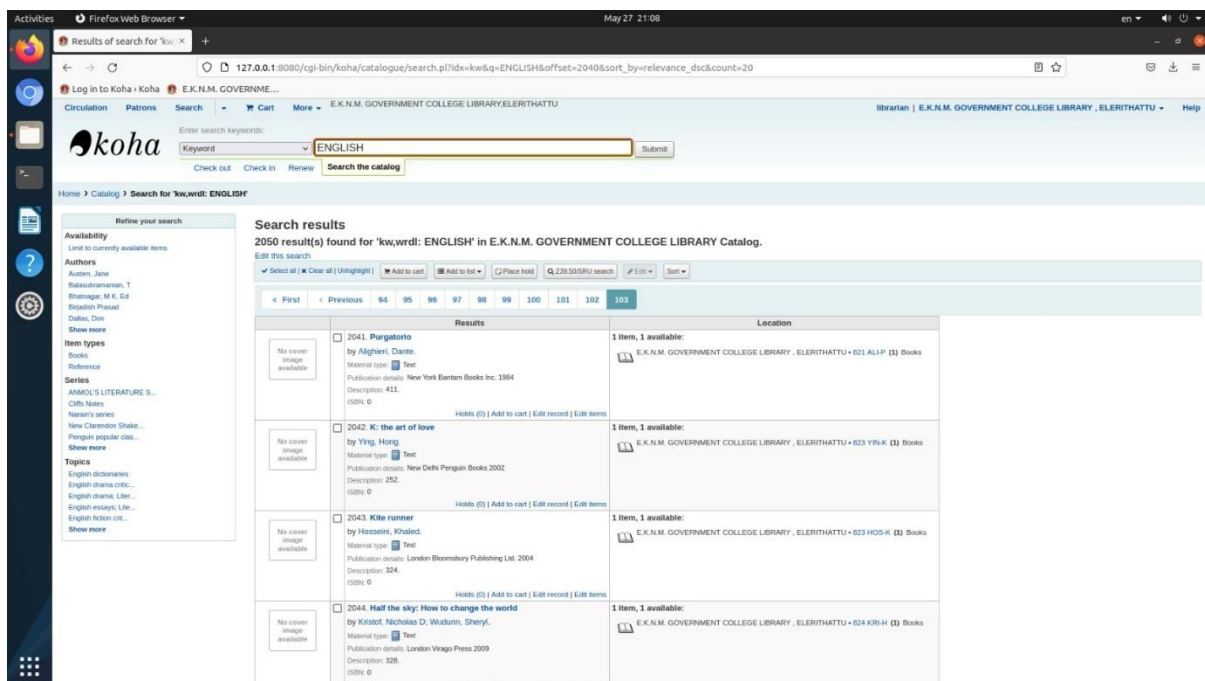 Activities Firefox Web Browser May 27 21:08 en
Results of search for 'kw,
127.0.0.1:8080/cgi-bin/koha/catalogue/search.pl?idx=kw&q=ENGLISH&offset=2040&sort_by=relevance_dsc&count=20
Log in to Koha › Koha E.K.N.M. GOVERNME...
Circulation Patrons Search Cart More E.K.N.M. GOVERNMENT COLLEGE LIBRARY,ELERITHATTU librarian | E.K.N.M. GOVERNMENT COLLEGE LIBRARY , ELERITHATTU Help
koha
Enter search keywords:
Keyword ENGLISH Submit
Check out Check in Renew Search the catalog
Home › Catalog › Search for 'kw,wrdl: ENGLISH'
Refine your search
Availability
Limit to currently available items
Authors
Austen, Jane
Balasubramanian, T
Bhatnagar, M K, Ed
Birjadish Prasad
Dallas, Don
Show more
Item types
Books
Reference
Series
ANMOL'S LITERATURE S...
Cliffs Notes
Narain's series
New Clarendon Shake...
Penguin popular clas...
Show more
Topics
English dictionaries
English drama critic...
English drama; Liter...
English essays; Lite...
English fiction crit...
Show more
Search results
2050 result(s) found for 'kw,wrdl: ENGLISH' in E.K.N.M. GOVERNMENT COLLEGE LIBRARY Catalog.
Edit this search
Select all | Clear all | Unhighlight | Add to cart Add to list Place hold Z39.50/SRU search Edit Sort
« First ‹ Previous 94 95 96 97 98 99 100 101 102 103
Results Location
No cover image available
2041. Purgatorio
by Alighieri, Dante.
Material type: Text
Publication details: New York Bantam Books Inc. 1984
Description: 411.
ISBN: 0
Holds (0) | Add to cart | Edit record | Edit items
1 item, 1 available:
E.K.N.M. GOVERNMENT COLLEGE LIBRARY , ELERITHATTU • 821 ALI-P (1) Books
No cover image available
2042. K: the art of love
by Ying, Hong.
Material type: Text
Publication details: New Delhi Penguin Books 2002
Description: 252.
ISBN: 0
Holds (0) | Add to cart | Edit record | Edit items
1 item, 1 available:
E.K.N.M. GOVERNMENT COLLEGE LIBRARY , ELERITHATTU • 823 YIN-K (1) Books
No cover image available
2043. Kite runner
by Hosseini, Khaled.
Material type: Text
Publication details: London Bloomsbury Publishing Ltd. 2004
Description: 324.
ISBN: 0
Holds (0) | Add to cart | Edit record | Edit items
1 item, 1 available:
E.K.N.M. GOVERNMENT COLLEGE LIBRARY , ELERITHATTU • 823 HOS-K (1) Books
No cover image available
2044. Half the sky: How to change the world
by Kristof, Nicholas D; Wudunn, Sheryl.
Material type: Text
Publication details: London Virago Press 2009
Description: 328.
ISBN: 0
1 item, 1 available:
E.K.N.M. GOVERNMENT COLLEGE LIBRARY , ELERITHATTU • 824 KRI-H (1) Books